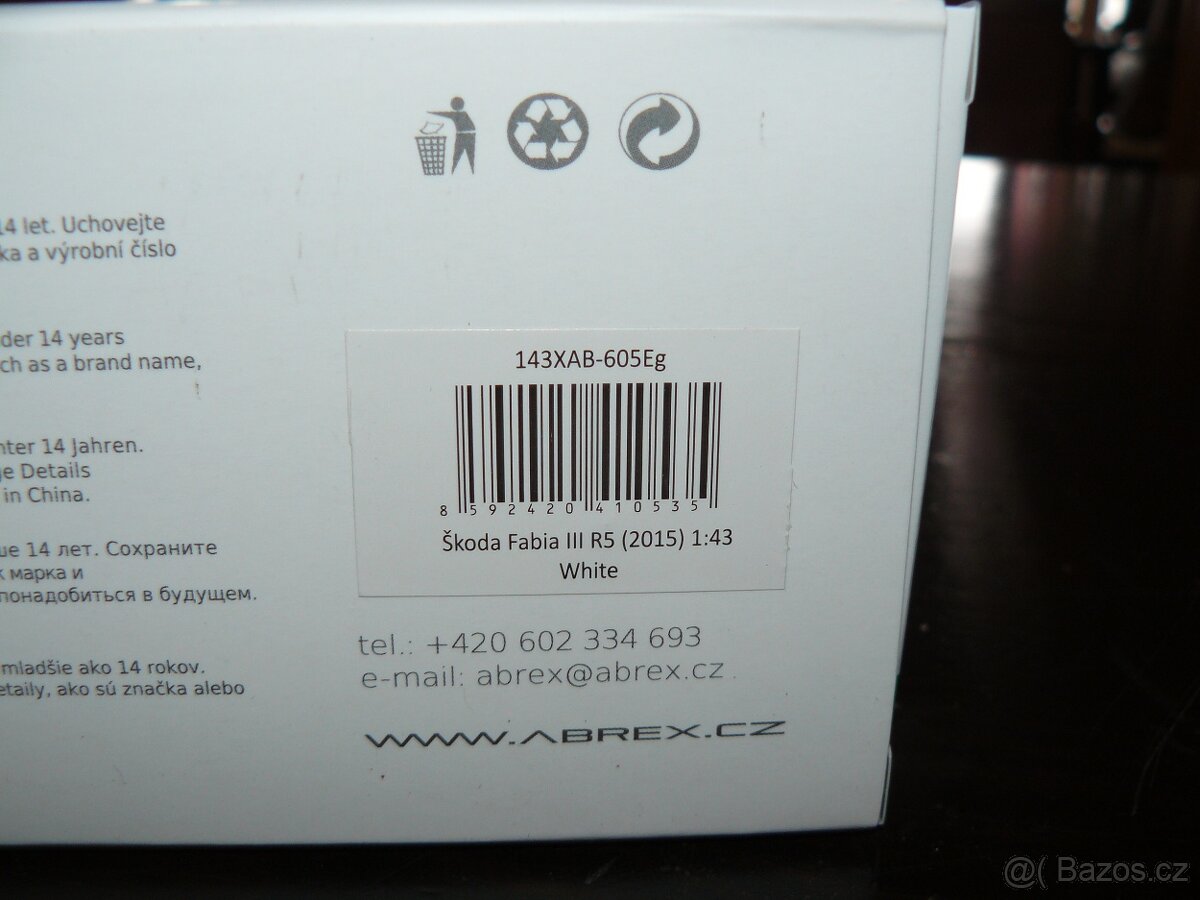 14 let. Uchovejte
ka a výrobní číslo
der 14 years
ch as a brand name,
nter 14 Jahren.
ge Details
in China.
ше 14 лет. Сохраните
к марка и
понадобиться в будущем.
mladšie ako 14 rokov.
etaily, ako sú značka alebo
143XAB-605Eg
8 592420 410535
Škoda Fabia III R5 (2015) 1:43
White
tel.: +420 602 334 693
e-mail: abrex@abrex.cz
WWW.ABREX.CZ
@( Bazos.cz